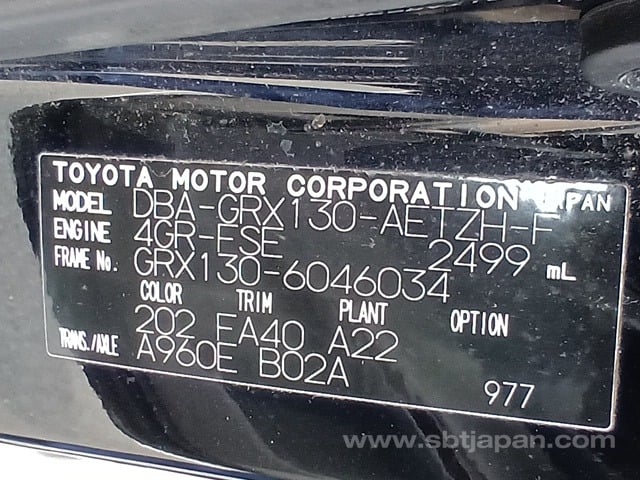 TOYOTA MOTOR CORPORATION JAPAN
MODEL DBA-GRX130-AETZH-F
ENGINE 4GR-FSE 2499 mL
FRAME No. GRX130-6046034
COLOR TRIM PLANT OPTION
202 FA40 A22
TRANS./AXLE A960E B02A
977
www.sbtjapan.com